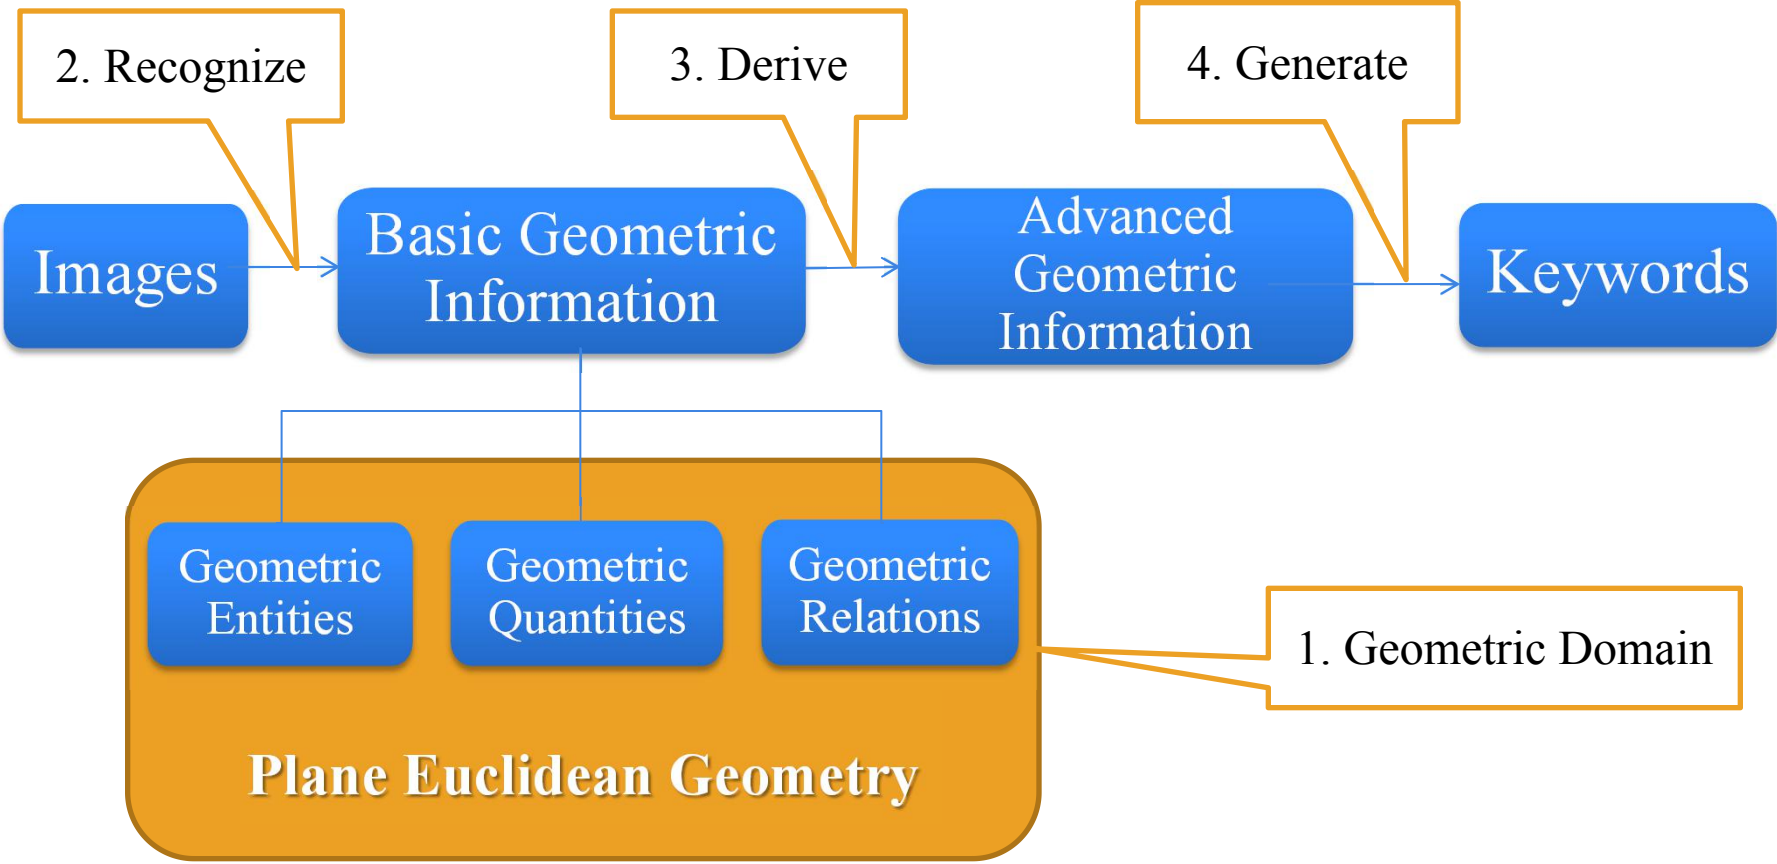 2. Recognize
3. Derive
4. Generate
Images
Basic Geometric
Information
Advanced
Geometric
Information
Keywords
Geometric
Entities
Geometric
Quantities
Geometric
Relations
1. Geometric Domain
Plane Euclidean Geometry